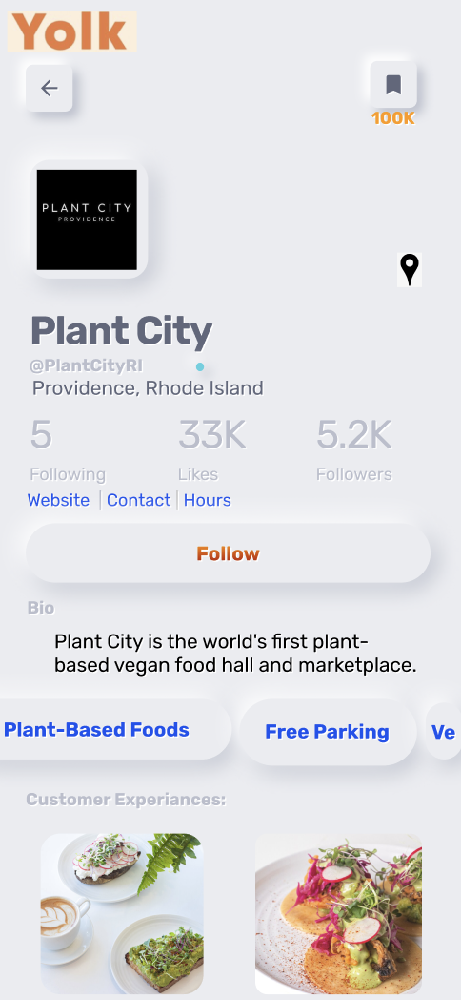 Yolk
100K
PLANT CITY
PROVIDENCE
Plant City
@PlantCityRI
Providence, Rhode Island
5 33K 5.2K
Following Likes Followers
Website | Contact | Hours
Follow
Bio
Plant City is the world's first plant-
based vegan food hall and marketplace.
Plant-Based Foods Free Parking Ve
Customer Experiances: